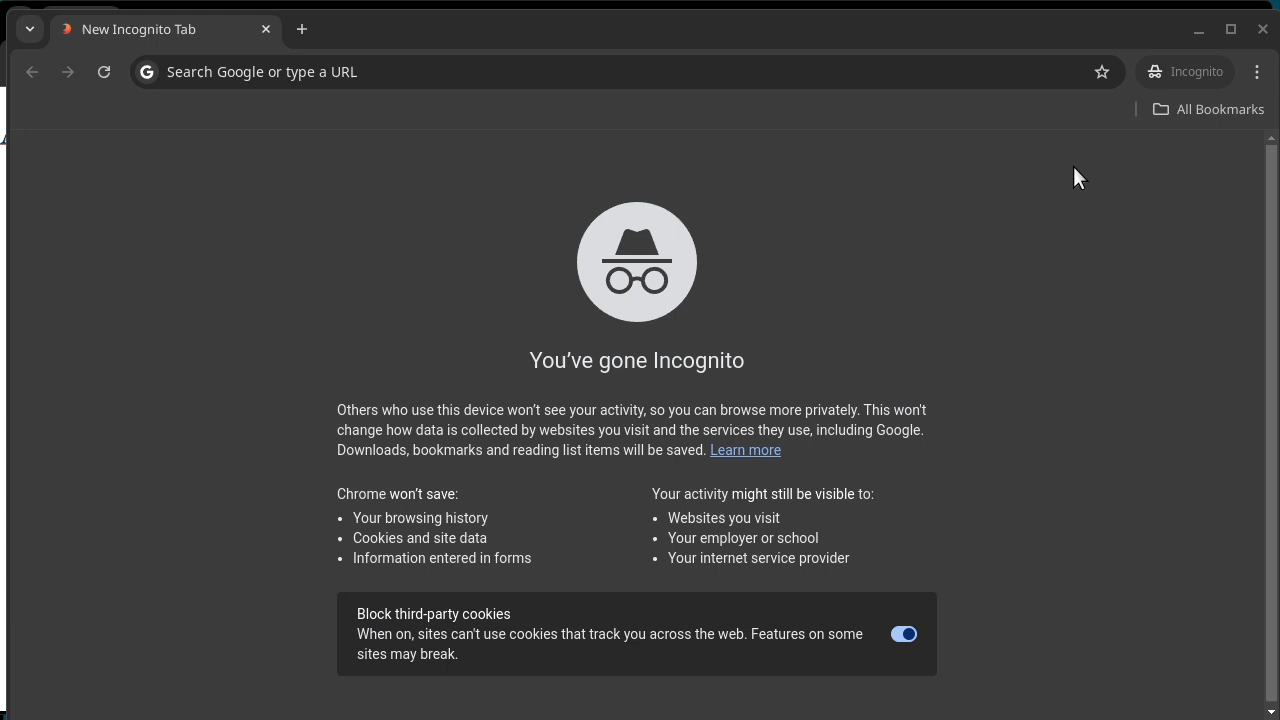 New Incognito Tab
Search Google or type a URL
Incognito
All Bookmarks
You’ve gone Incognito
Others who use this device won’t see your activity, so you can browse more privately. This won't
change how data is collected by websites you visit and the services they use, including Google.
Downloads, bookmarks and reading list items will be saved. Learn more
Chrome won’t save:
Your browsing history
Cookies and site data
Information entered in forms
Your activity might still be visible to:
Websites you visit
Your employer or school
Your internet service provider
Block third-party cookies
When on, sites can't use cookies that track you across the web. Features on some
sites may break.